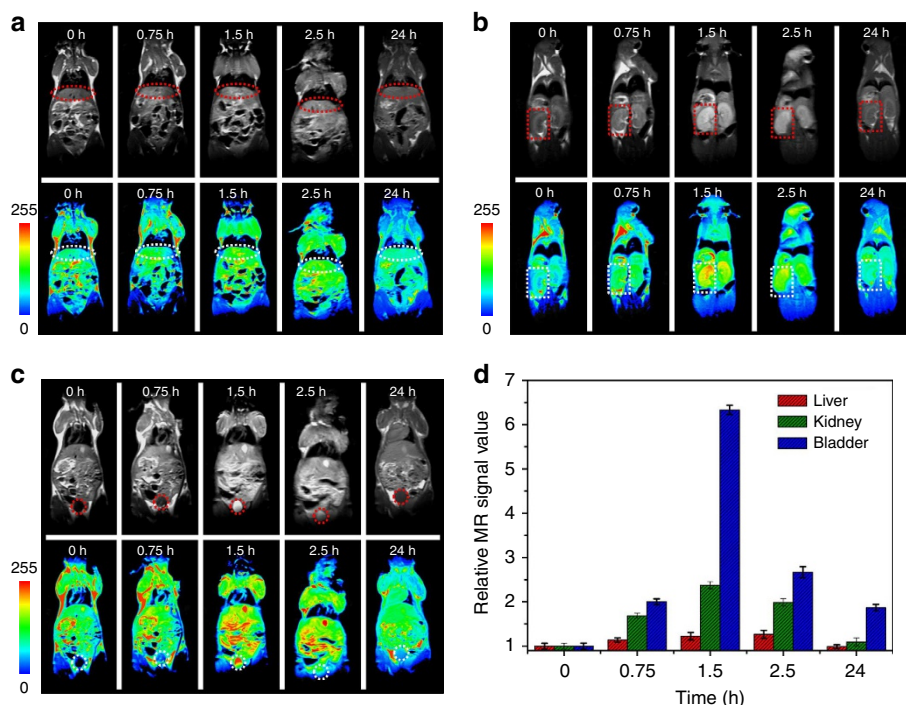 a
0 h 0.75 h 1.5 h 2.5 h 24 h
0 h 0.75 h 1.5 h 2.5 h 24 h
255
0
b
0 h 0.75 h 1.5 h 2.5 h 24 h
0 h 0.75 h 1.5 h 2.5 h 24 h
255
0
c
0 h 0.75 h 1.5 h 2.5 h 24 h
0 h 0.75 h 1.5 h 2.5 h 24 h
255
0
d
Relative MR signal value
7
6
5
4
3
2
1
Liver
Kidney
Bladder
0 0.75 1.5 2.5 24
Time (h)